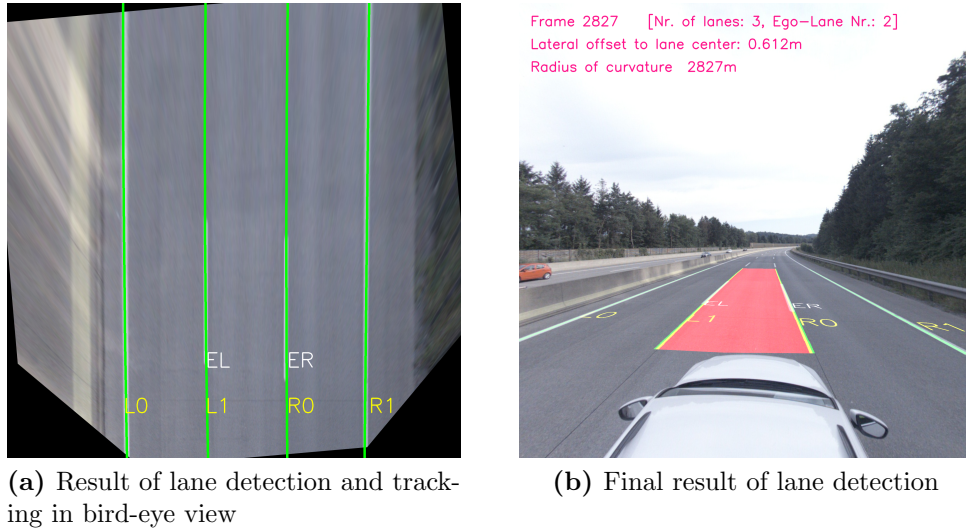 EL ER
L0 L1 R0 R1
Frame 2827 [Nr. of lanes: 3, Ego-Lane Nr.: 2]
Lateral offset to lane center: 0.612m
Radius of curvature 2827m
EL ER
L0 L1 R0 R1
(a) Result of lane detection and track-
ing in bird-eye view
(b) Final result of lane detection